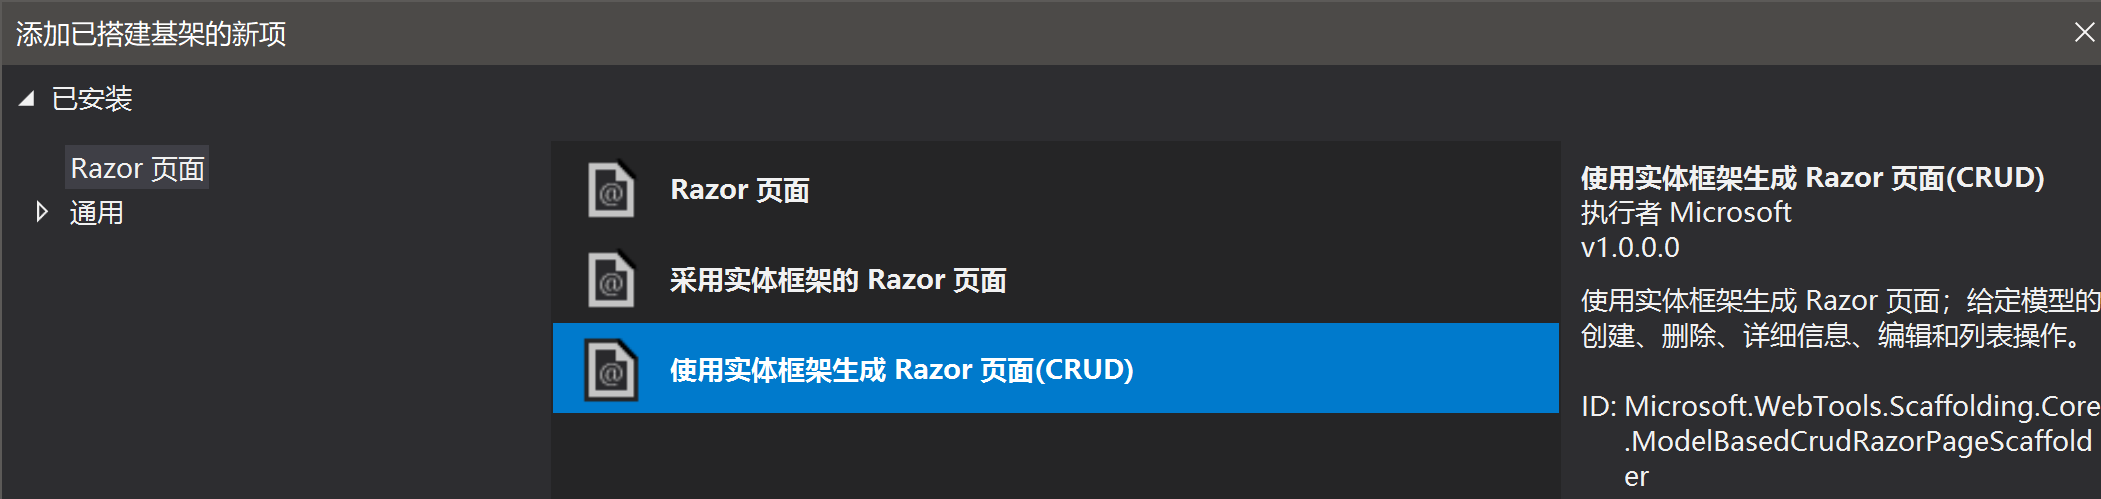 添加已搭建基架的新项
已安装
Razor 页面
通用
Razor 页面
采用实体框架的 Razor 页面
使用实体框架生成 Razor 页面(CRUD)
使用实体框架生成 Razor 页面(CRUD)
执行者 Microsoft
v1.0.0.0
使用实体框架生成 Razor 页面；给定模型的
创建、删除、详细信息、编辑和列表操作。
ID: Microsoft.WebTools.Scaffolding.Core
.ModelBasedCrudRazorPageScaffold
er